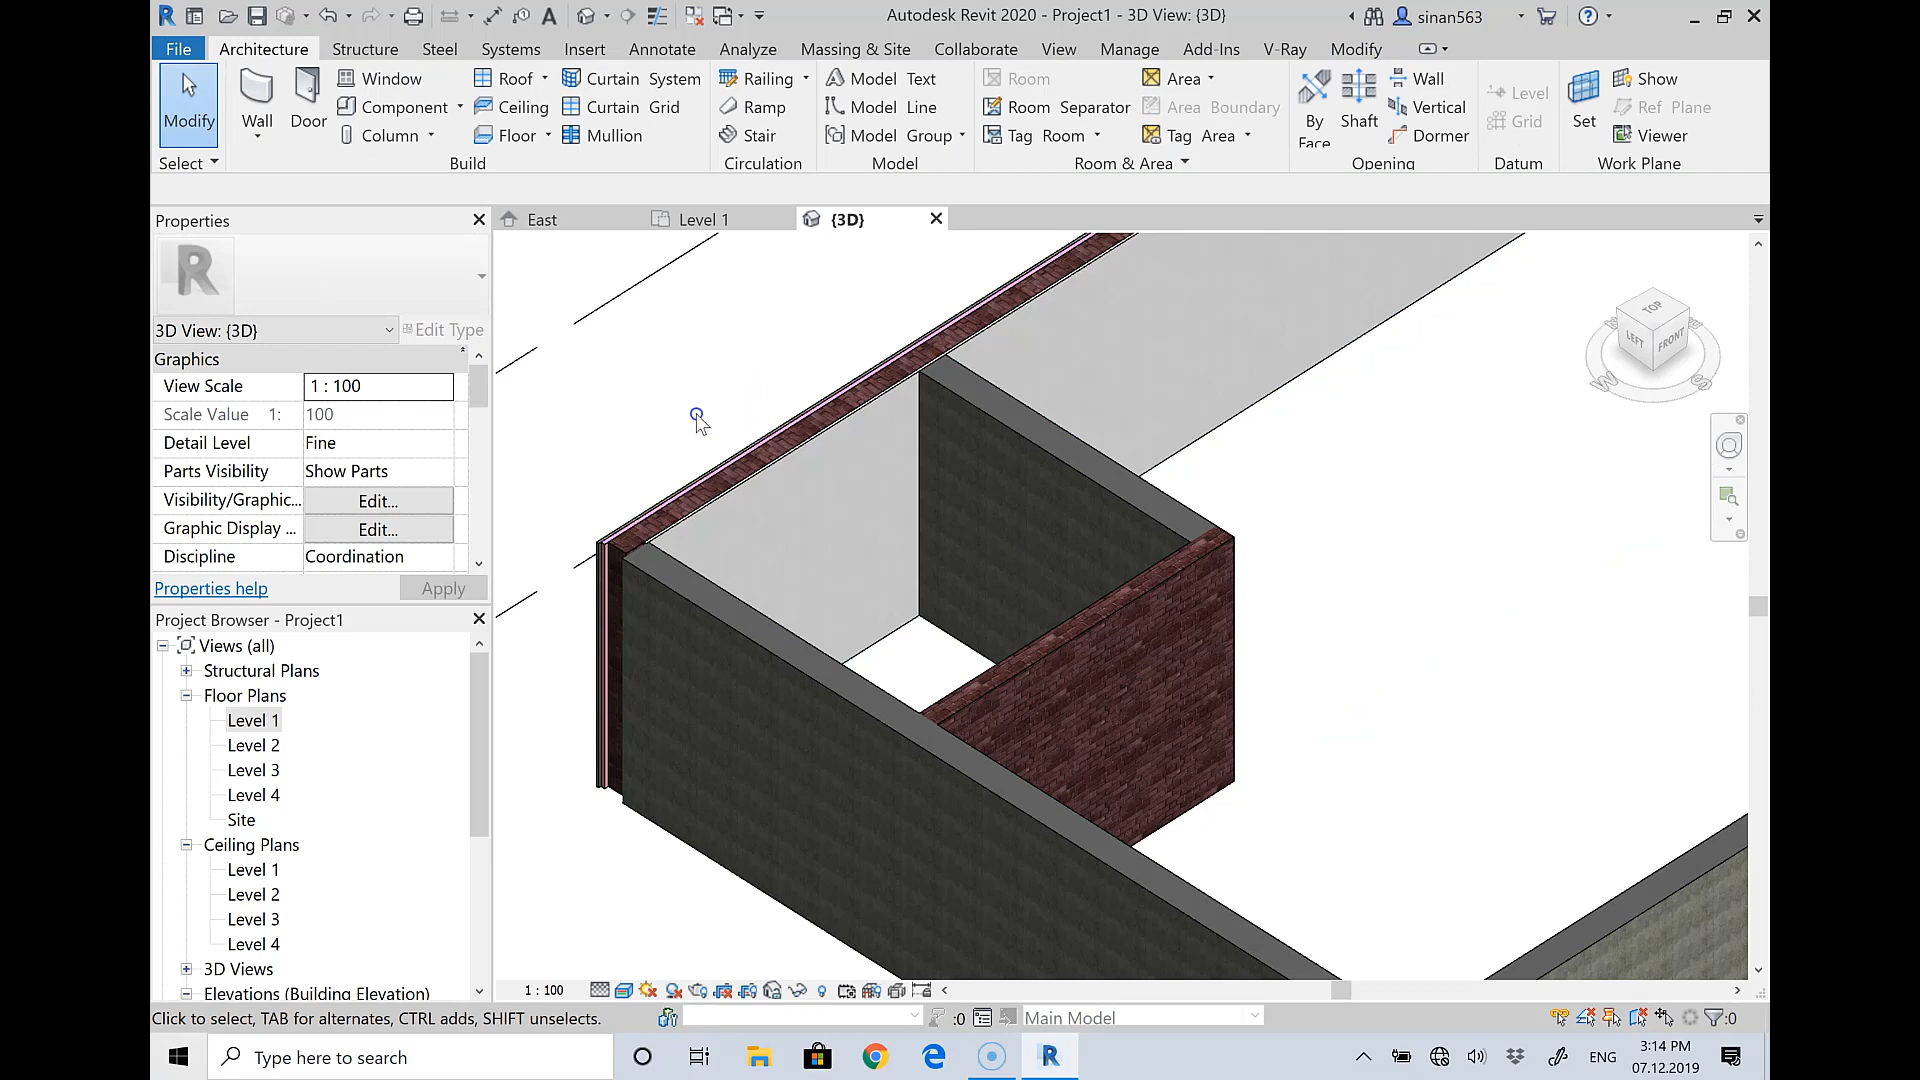 Autodesk Revit 2020 - Project1 - 3D View: {3D}
sinan563
File Architecture Structure Steel Systems Insert Annotate Analyze Massing & Site Collaborate View Manage Add-Ins V-Ray Modify
Modify
Select
Wall
Door
Window
Component
Column
Roof
Ceiling
Floor
Curtain System
Curtain Grid
Mullion
Build
Railing
Ramp
Stair
Circulation
Model Text
Model Line
Model Group
Model
Room
Room Separator
Tag Room
Area
Area Boundary
Tag Area
Room & Area
By
Face
Shaft
Wall
Vertical
Dormer
Opening
Level
Grid
Datum
Set
Show
Ref Plane
Viewer
Work Plane
Properties
East
Level 1
{3D}
R
3D View: {3D}
Edit Type
Graphics
View Scale 1 : 100
Scale Value 1: 100
Detail Level Fine
Parts Visibility Show Parts
Visibility/Graphic... Edit...
Graphic Display ... Edit...
Discipline Coordination
Properties help
Apply
Project Browser - Project1
Views (all)
Structural Plans
Floor Plans
Level 1
Level 2
Level 3
Level 4
Site
Ceiling Plans
Level 1
Level 2
Level 3
Level 4
3D Views
Elevations (Building Elevation)
TOP
LEFT
FRONT
W
S
1 : 100
Click to select, TAB for alternates, CTRL adds, SHIFT unselects.
:0
Main Model
:0
Type here to search
ENG
3:14 PM
07.12.2019